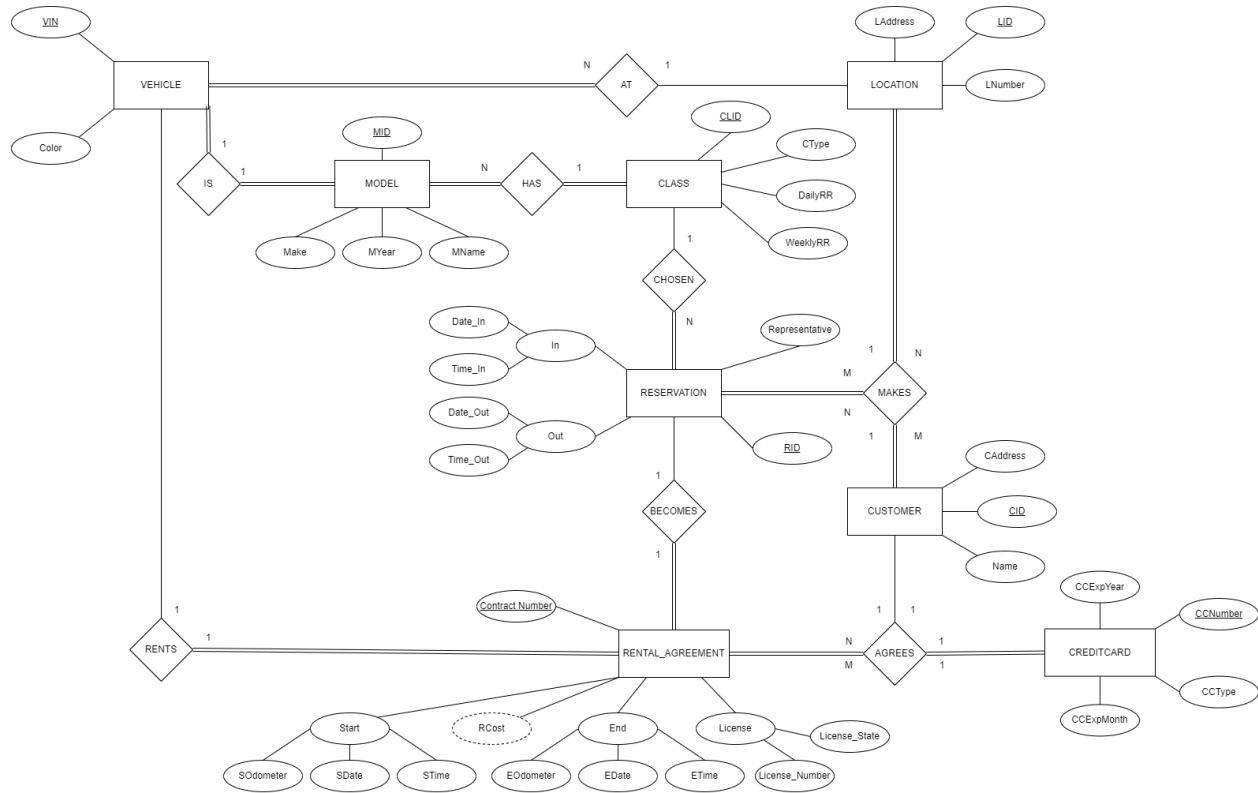 VIN
LAddress
LID
VEHICLE
N
AT
1
LOCATION
LNumber
Color
1
IS
1
MID
MODEL
N
HAS
1
CLID
CLASS
CType
DailyRR
WeeklyRR
Make
MYear
MName
1
CHOSEN
N
Date_In
Time_In
In
Representative
RESERVATION
Date_Out
Time_Out
Out
RID
1
N
M
MAKES
N
1
M
CAddress
CUSTOMER
CID
Name
1
BECOMES
1
CCExpYear
CCNumber
Contract Number
1
1
1
RENTS
1
RENTAL_AGREEMENT
N
M
AGREES
1
1
CREDITCARD
CCType
CCExpMonth
Start
RCost
End
License
License_State
SOdometer
SDate
STime
EOdometer
EDate
ETime
License_Number